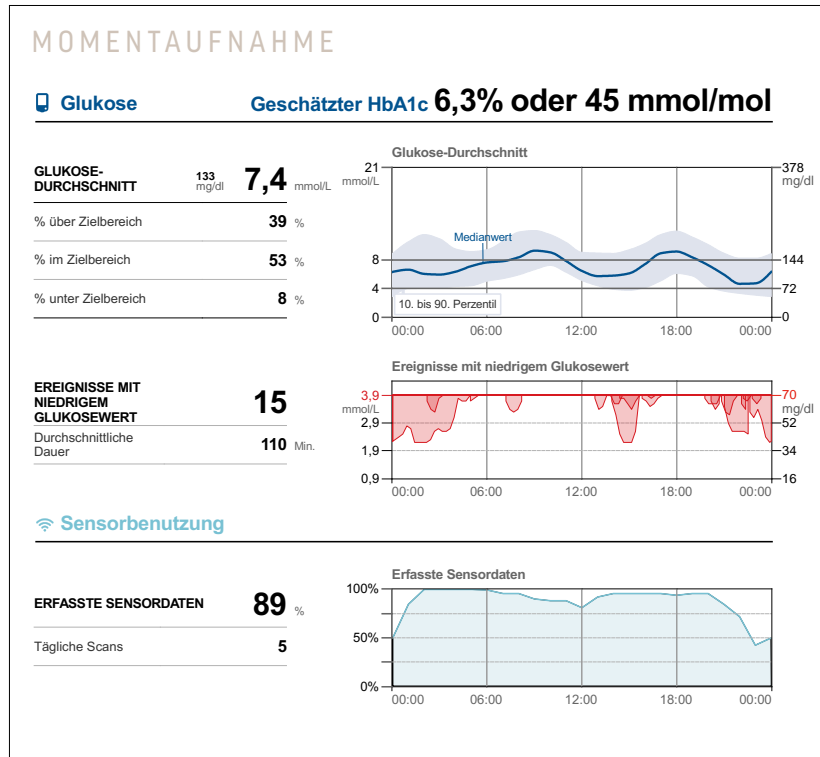 MOMENTAUFNAHME
Glukose
Geschätzter HbA1c 6,3% oder 45 mmol/mol
GLUKOSE-
DURCHSCHNITT
133
mg/dl
7,4 mmol/L
% über Zielbereich 39 %
% im Zielbereich 53 %
% unter Zielbereich 8 %
Glukose-Durchschnitt
21
mmol/L
378
mg/dl
Medianwert
8
144
4
72
10. bis 90. Perzentil
0
0
00:00 06:00 12:00 18:00 00:00
EREIGNISSE MIT
NIEDRIGEM
GLUKOSEWERT
15
Durchschnittliche
Dauer
110 Min.
Ereignisse mit niedrigem Glukosewert
3,9
mmol/L
70
mg/dl
2,9
52
1,9
34
0,9
16
00:00 06:00 12:00 18:00 00:00
Sensorbenutzung
ERFASSTE SENSORDATEN 89 %
Tägliche Scans 5
Erfasste Sensordaten
100%
50%
0%
00:00 06:00 12:00 18:00 00:00